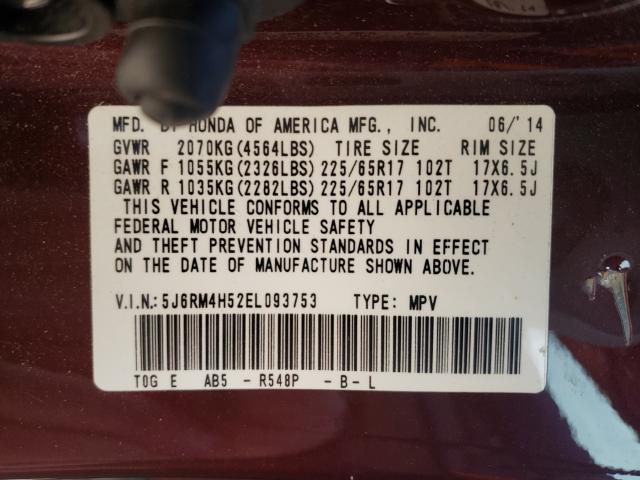 MFD. BY HONDA OF AMERICA MFG., INC. 06/'14
GVWR 2070KG(4564LBS) TIRE SIZE RIM SIZE
GAWR F 1055KG(2326LBS) 225/65R17 102T 17X6.5J
GAWR R 1035KG(2282LBS) 225/65R17 102T 17X6.5J
THIS VEHICLE CONFORMS TO ALL APPLICABLE
FEDERAL MOTOR VEHICLE SAFETY
AND THEFT PREVENTION STANDARDS IN EFFECT
ON THE DATE OF MANUFACTURE SHOWN ABOVE.
V.I.N.:5J6RM4H52EL093753 TYPE: MPV
T0G E AB5 - R548P - B - L